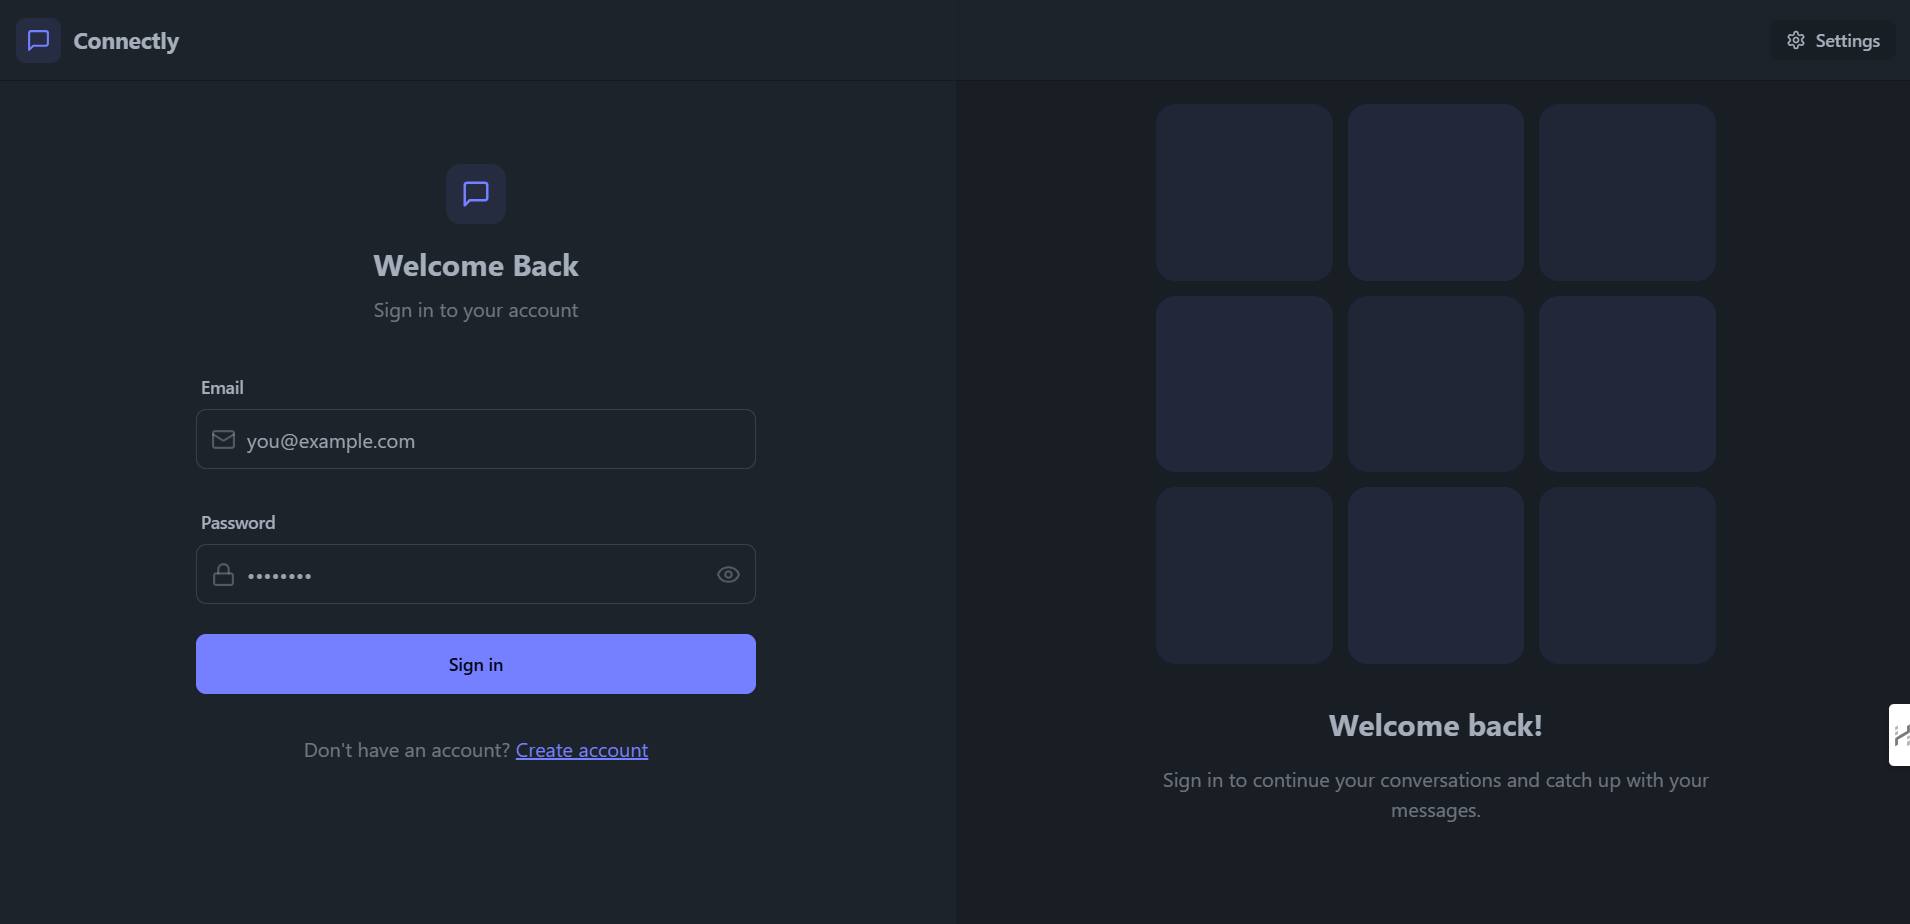 Connectly
Settings
Welcome Back
Sign in to your account
Email
you@example.com
Password
••••••••
Sign in
Don't have an account? Create account
Welcome back!
Sign in to continue your conversations and catch up with your
messages.